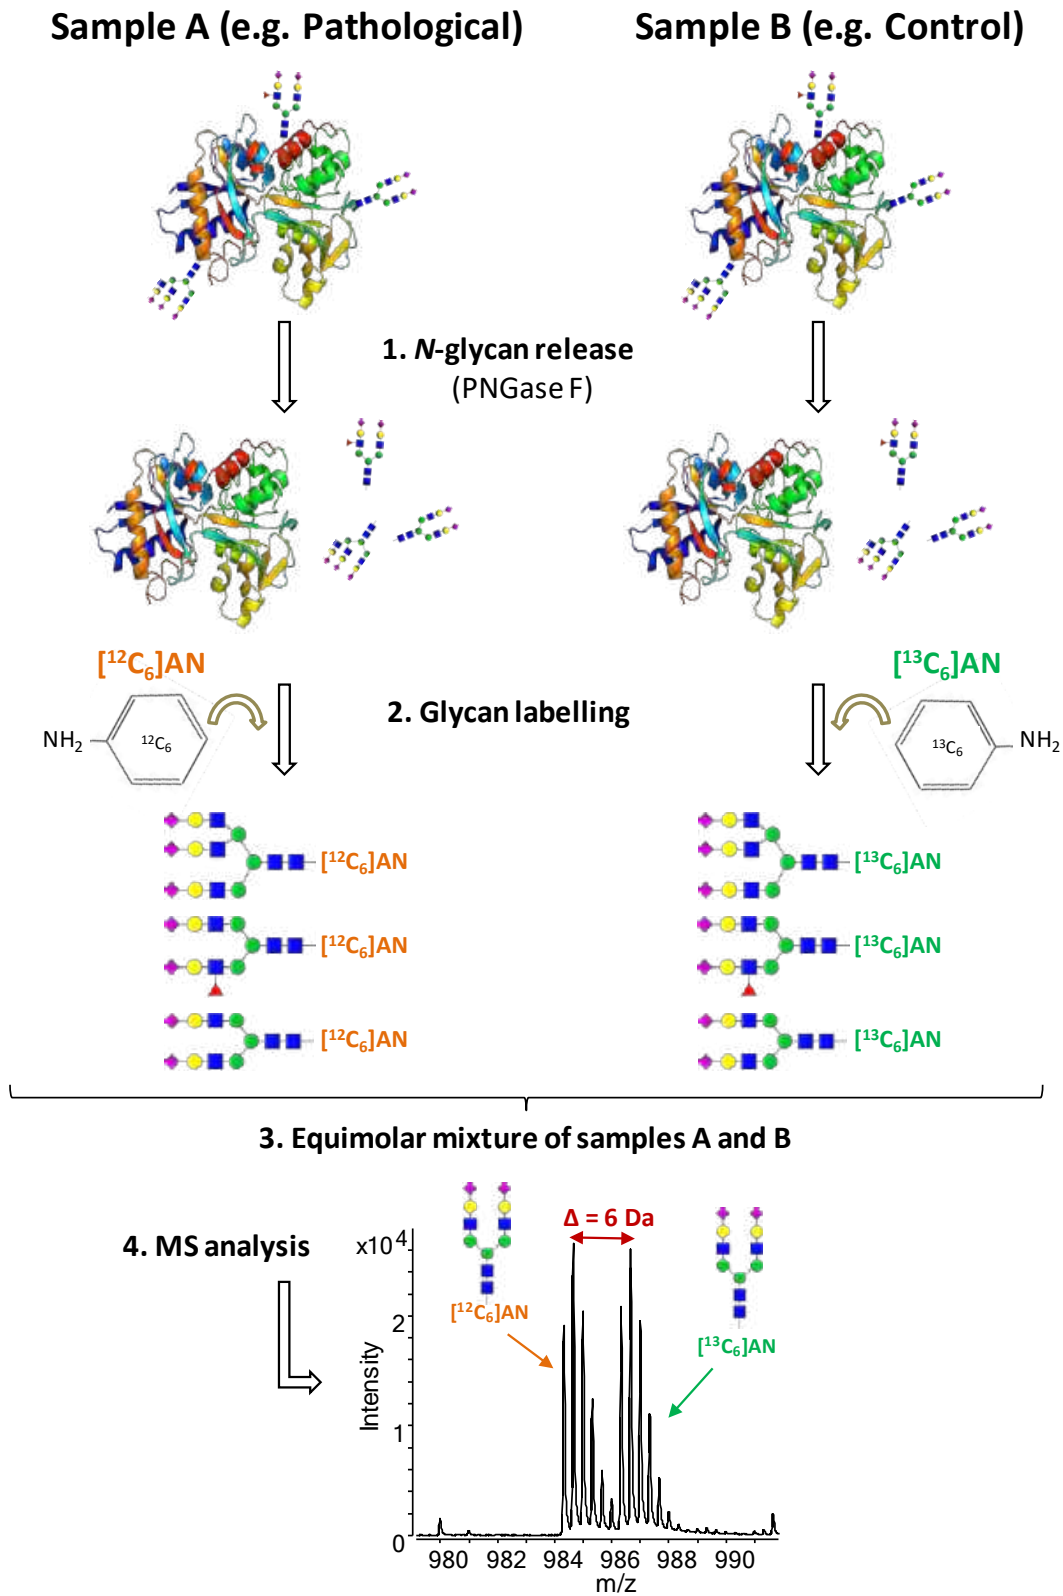 Sample A (e.g. Pathological)
Sample B (e.g. Control)
1. N-glycan release
(PNGase F)
[¹²C₆]AN
[¹³C₆]AN
2. Glycan labelling
NH₂
¹²C₆
¹³C₆
NH₂
[¹²C₆]AN
[¹³C₆]AN
[¹²C₆]AN
[¹³C₆]AN
[¹²C₆]AN
[¹³C₆]AN
3. Equimolar mixture of samples A and B
4. MS analysis
Δ = 6 Da
x10⁴
[¹²C₆]AN
[¹³C₆]AN
2
1
0
Intensity
980 982 984 986 988 990
m/z